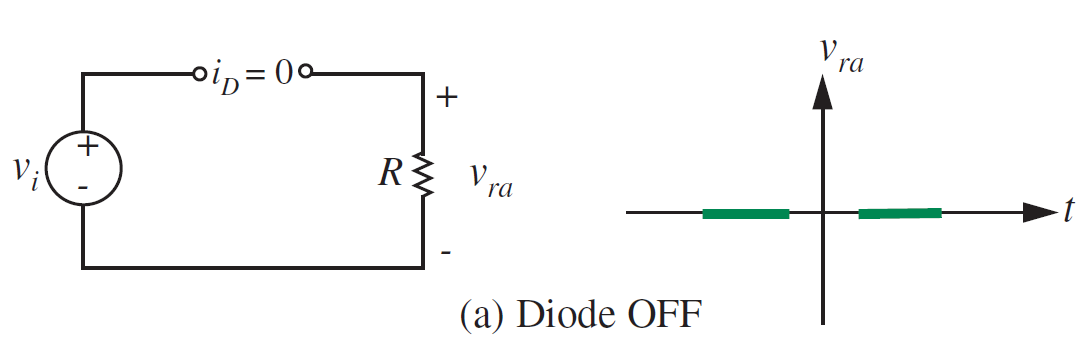 i_D = 0
+
v_i
+
-
R
v_ra
-
v_ra
t
(a) Diode OFF